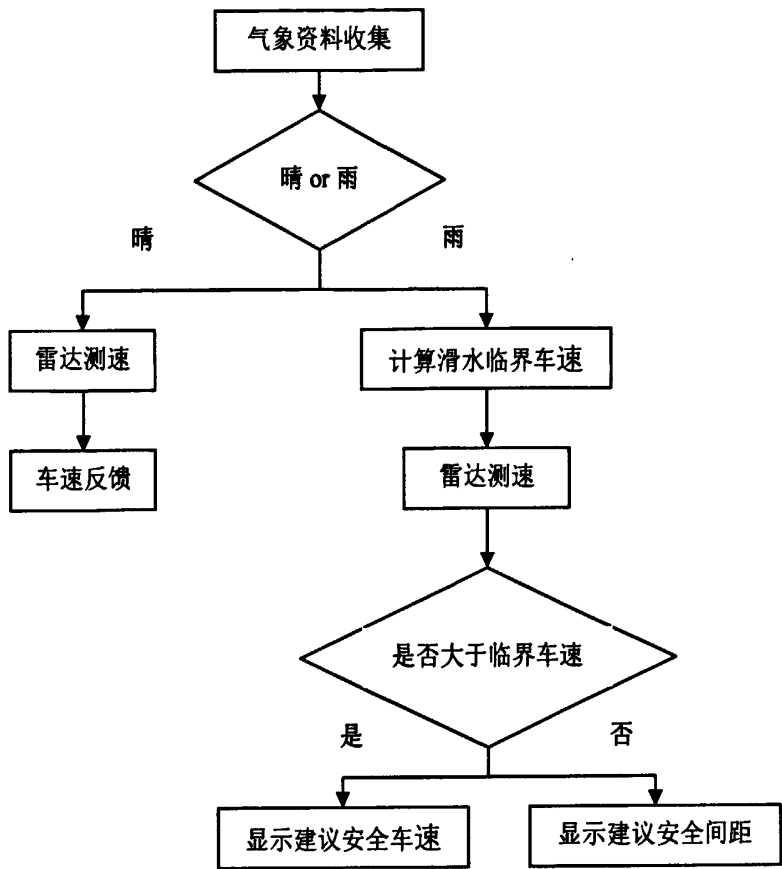 气象资料收集
晴 or 雨
晴
雨
雷达测速
计算滑水临界车速
车速反馈
雷达测速
是否大于临界车速
是
否
显示建议安全车速
显示建议安全间距